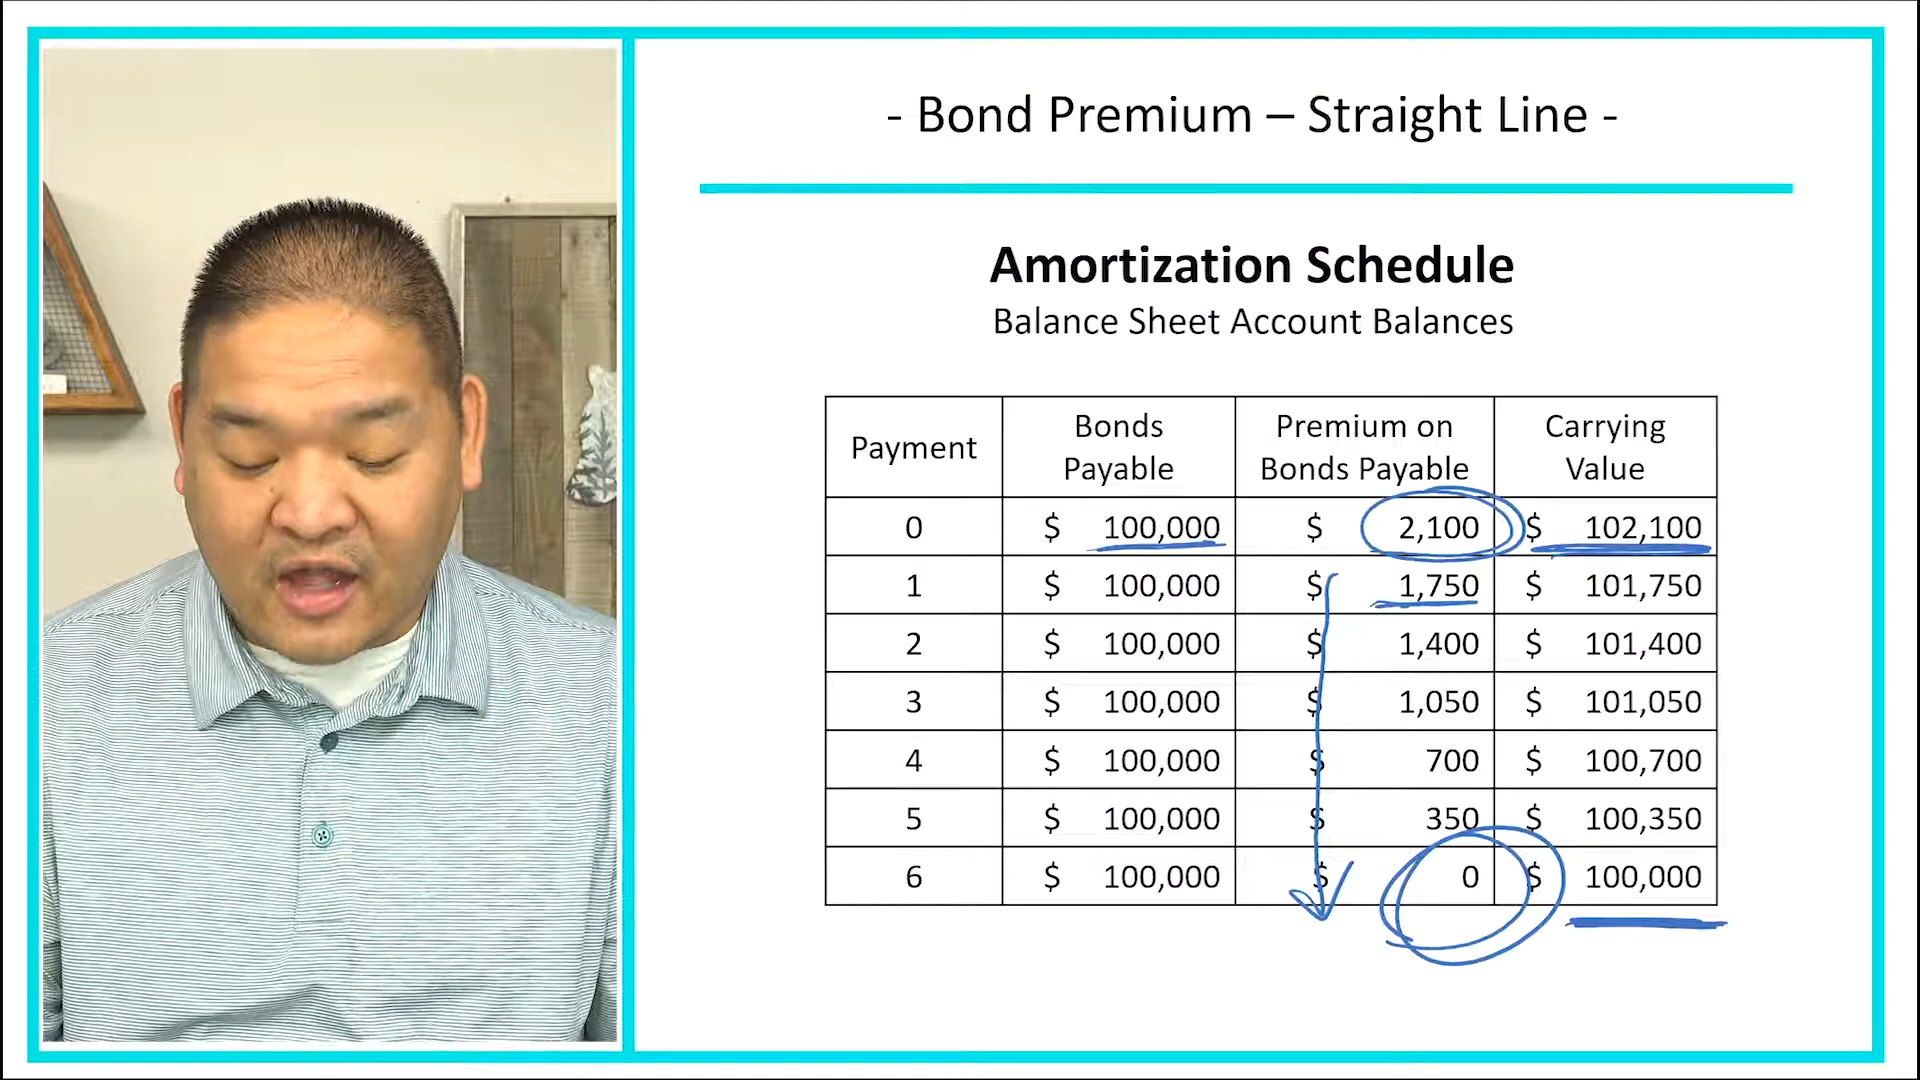 - Bond Premium – Straight Line -
Amortization Schedule
Balance Sheet Account Balances
Payment Bonds Payable Premium on Bonds Payable Carrying Value
0 $ 100,000 $ 2,100 $ 102,100
1 $ 100,000 $ 1,750 $ 101,750
2 $ 100,000 $ 1,400 $ 101,400
3 $ 100,000 $ 1,050 $ 101,050
4 $ 100,000 $ 700 $ 100,700
5 $ 100,000 $ 350 $ 100,350
6 $ 100,000 $ 0 $ 100,000